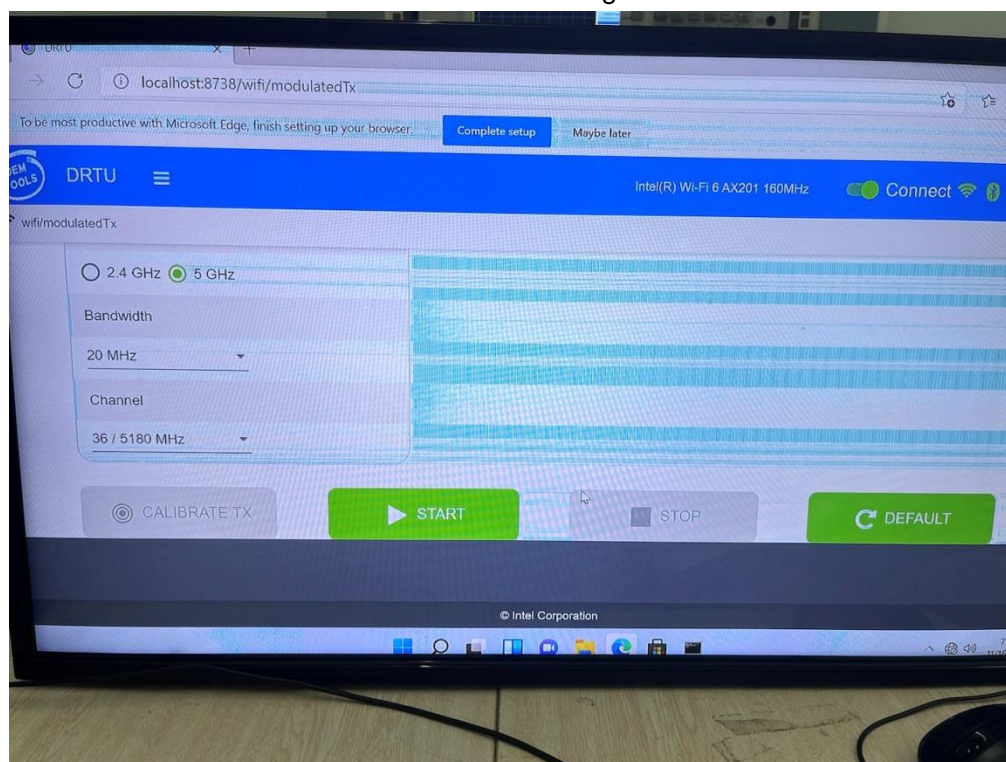 DRTU
localhost:8738/wifi/modulatedTx
To be most productive with Microsoft Edge, finish setting up your browser. Complete setup Maybe later
DRTU Intel(R) Wi-Fi 6 AX201 160MHz Connect
wifi/modulatedTx
2.4 GHz 5 GHz
Bandwidth
20 MHz
Channel
36 / 5180 MHz
CALIBRATE TX START STOP DEFAULT
© Intel Corporation